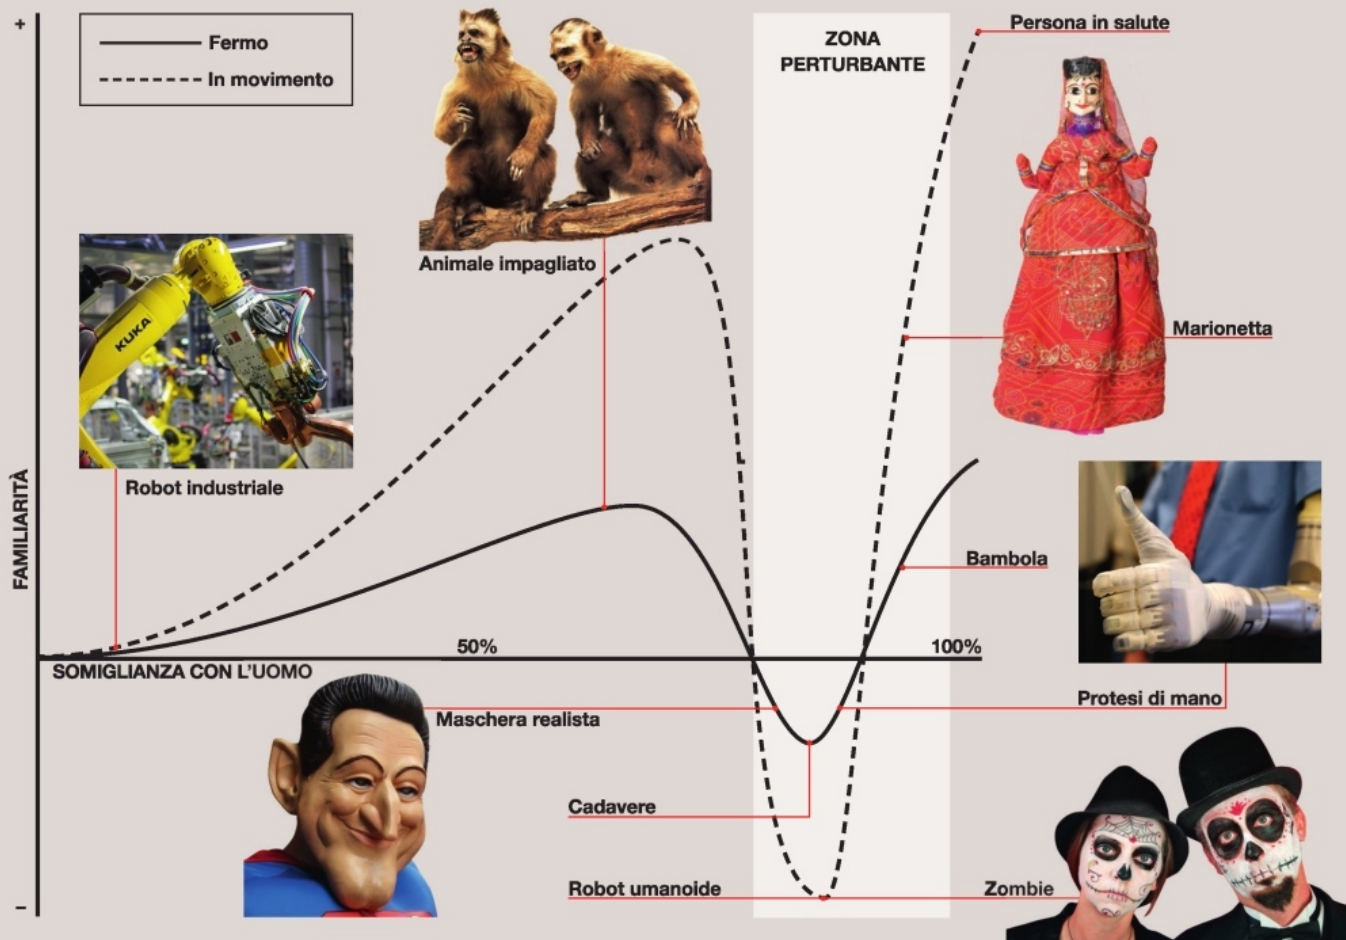 +
Fermo
In movimento
ZONA
PERTURBANTE
Persona in salute
Animale impagliato
KUKA
Marionetta
Robot industriale
FAMILIARITÀ
Bambola
50%
100%
SOMIGLIANZA CON L'UOMO
Protesi di mano
Maschera realista
Cadavere
Robot umanoide
Zombie
–